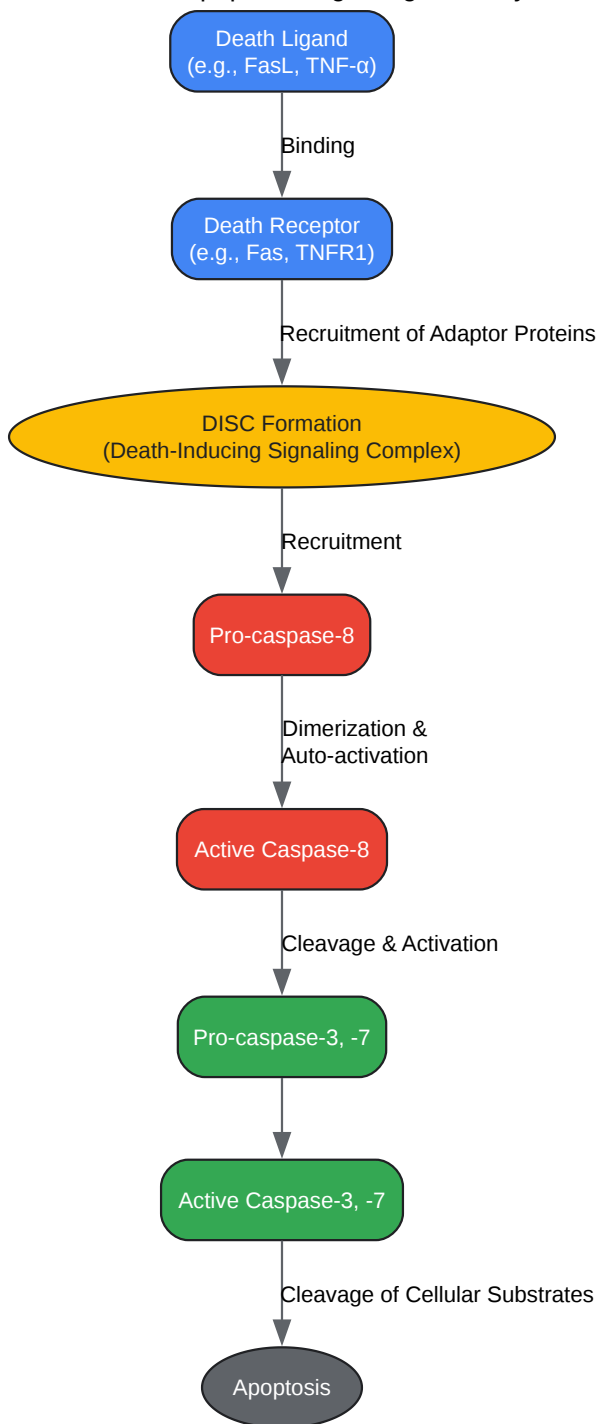 Death Ligand
(e.g., FasL, TNF-α)
Binding
Death Receptor
(e.g., Fas, TNFR1)
Recruitment of Adaptor Proteins
DISC Formation
(Death-Inducing Signaling Complex)
Recruitment
Pro-caspase-8
Dimerization &
Auto-activation
Active Caspase-8
Cleavage & Activation
Pro-caspase-3, -7
Active Caspase-3, -7
Cleavage of Cellular Substrates
Apoptosis